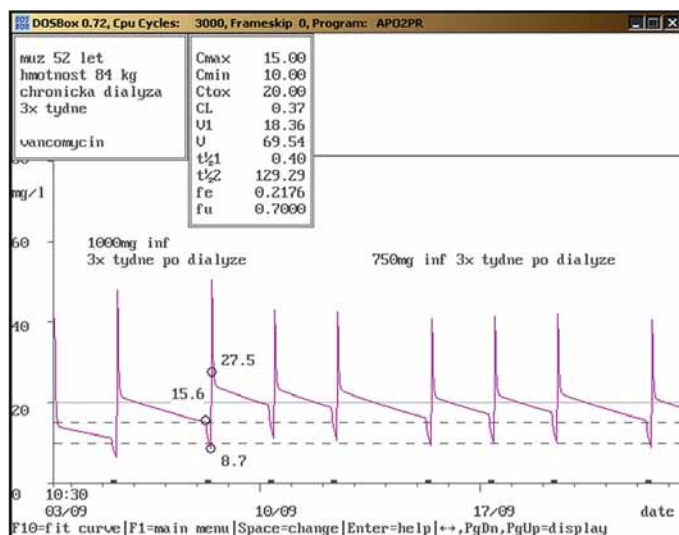 DOSBox 0.72, Cpu Cycles: 3000, Frameskip 0, Program: APO2PR
muz 52 let
hmotnost 84 kg
chronicka dialyza
3x tydne
vancomycin
Cmax 15.00
Cmin 10.00
Ctox 20.00
CL 0.37
V1 18.36
V 69.54
t½1 0.40
t½2 129.29
fe 0.2176
fu 0.7000
mg/l
60
40
20
0
1000mg inf
3x tydne po dialyze
750mg inf 3x tydne po dialyze
27.5
15.6
8.7
10:30
03/09
10/09
17/09
date
F10=fit curve|F1=main menu|Space=change|Enter=help|↔,PgDn,PgUp=display